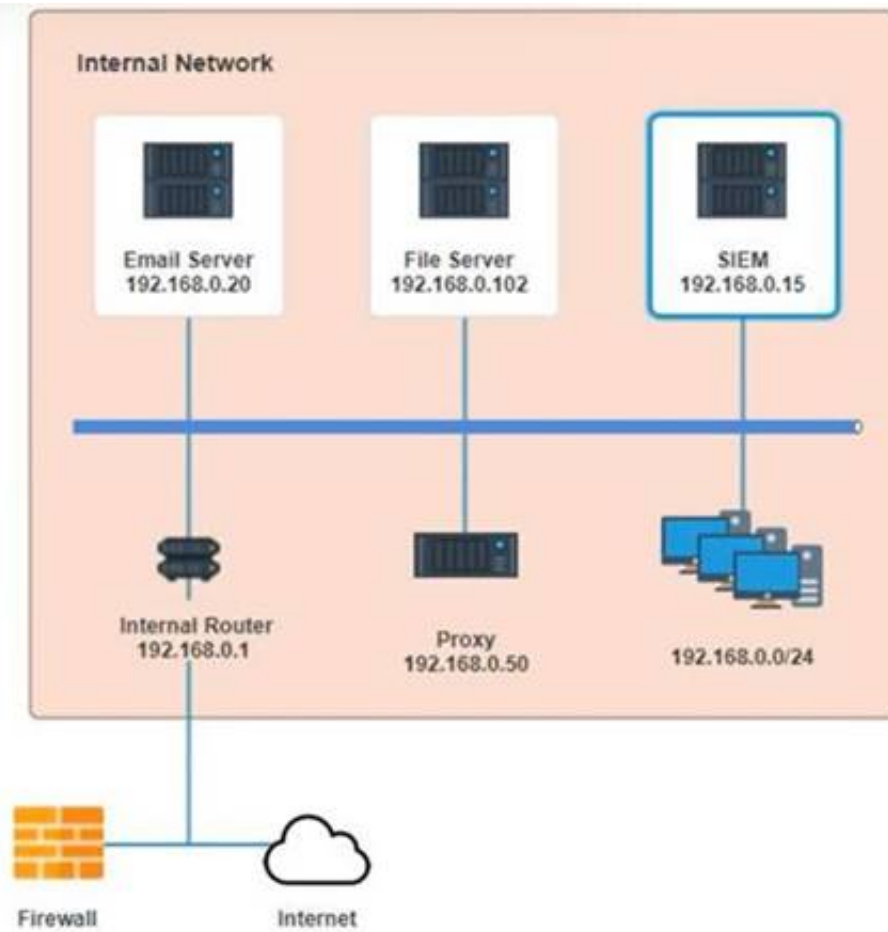 Internal Network
Email Server
192.168.0.20
File Server
192.168.0.102
SIEM
192.168.0.15
Internal Router
192.168.0.1
Proxy
192.168.0.50
192.168.0.0/24
Firewall
Internet